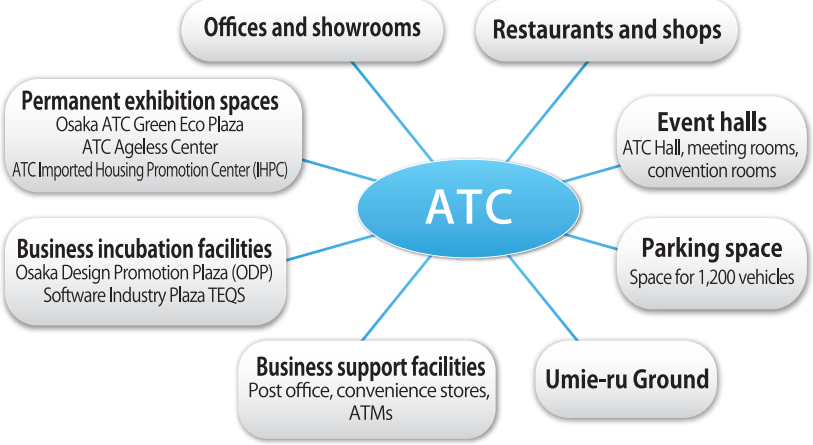 Offices and showrooms
Restaurants and shops
Permanent exhibition spaces
Osaka ATC Green Eco Plaza
ATC Ageless Center
ATC Imported Housing Promotion Center (IHPC)
Event halls
ATC Hall, meeting rooms,
convention rooms
ATC
Business incubation facilities
Osaka Design Promotion Plaza (ODP)
Software Industry Plaza TEQS
Parking space
Space for 1,200 vehicles
Business support facilities
Post office, convenience stores,
ATMs
Umie-ru Ground